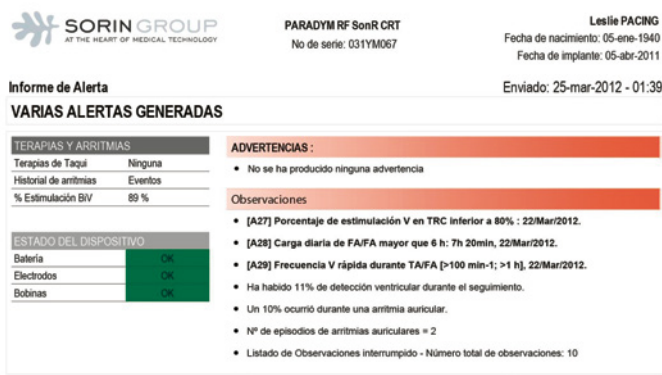 SORIN GROUP
AT THE HEART OF MEDICAL TECHNOLOGY
PARADYM RF SonR CRT
No de serie: 031YM067
Leslie PACING
Fecha de nacimiento: 05-ene-1940
Fecha de implante: 05-abr-2011
Informe de Alerta
Enviado: 25-mar-2012 - 01:39
VARIAS ALERTAS GENERADAS
TERAPIAS Y ARRITMIAS
Terapias de Taqui Ninguna
Historial de arritmias Eventos
% Estimulación BiV 89 %
ESTADO DEL DISPOSITIVO
Batería OK
Electrodos OK
Bobinas OK
ADVERTENCIAS :
• No se ha producido ninguna advertencia
Observaciones
• [A27] Porcentaje de estimulación V en TRC inferior a 80% : 22/Mar/2012.
• [A28] Carga diaria de FA/FA mayor que 6 h: 7h 20min, 22/Mar/2012.
• [A29] Frecuencia V rápida durante TA/FA [>100 min-1; >1 h], 22/Mar/2012.
• Ha habido 11% de detección ventricular durante el seguimiento.
• Un 10% ocurrió durante una arritmia auricular.
• Nº de episodios de arritmias auriculares = 2
• Listado de Observaciones interrumpido - Número total de observaciones: 10